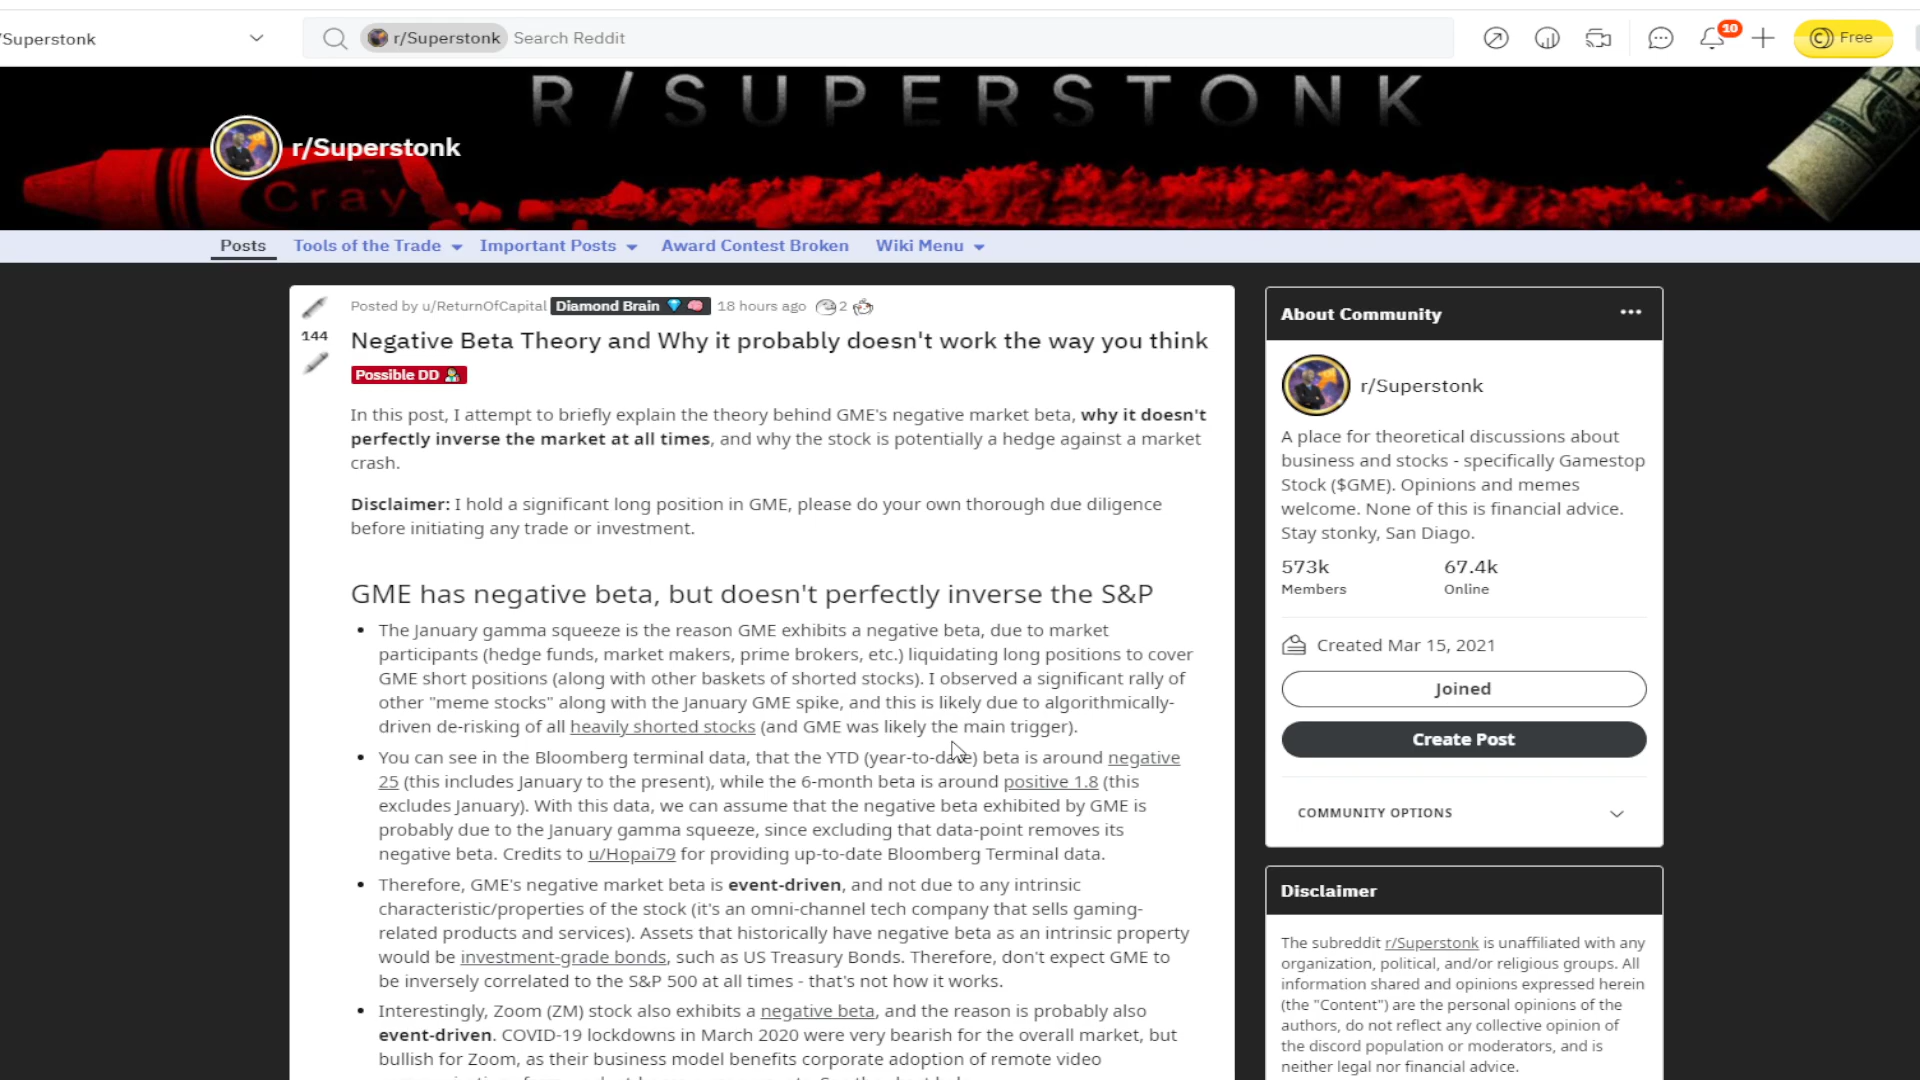 /Superstonk
r/Superstonk Search Reddit
10
Free
R/SUPERSTONK
r/Superstonk
Cray
Posts Tools of the Trade Important Posts Award Contest Broken Wiki Menu
Posted by u/ReturnOfCapital Diamond Brain 18 hours ago 2
144
Negative Beta Theory and Why it probably doesn't work the way you think
Possible DD
In this post, I attempt to briefly explain the theory behind GME's negative market beta, why it doesn't
perfectly inverse the market at all times, and why the stock is potentially a hedge against a market
crash.
Disclaimer: I hold a significant long position in GME, please do your own thorough due diligence
before initiating any trade or investment.
GME has negative beta, but doesn't perfectly inverse the S&P
• The January gamma squeeze is the reason GME exhibits a negative beta, due to market
participants (hedge funds, market makers, prime brokers, etc.) liquidating long positions to cover
GME short positions (along with other baskets of shorted stocks). I observed a significant rally of
other "meme stocks" along with the January GME spike, and this is likely due to algorithmically-
driven de-risking of all heavily shorted stocks (and GME was likely the main trigger).
• You can see in the Bloomberg terminal data, that the YTD (year-to-date) beta is around negative
25 (this includes January to the present), while the 6-month beta is around positive 1.8 (this
excludes January). With this data, we can assume that the negative beta exhibited by GME is
probably due to the January gamma squeeze, since excluding that data-point removes its
negative beta. Credits to u/Hopai79 for providing up-to-date Bloomberg Terminal data.
• Therefore, GME's negative market beta is event-driven, and not due to any intrinsic
characteristic/properties of the stock (it's an omni-channel tech company that sells gaming-
related products and services). Assets that historically have negative beta as an intrinsic property
would be investment-grade bonds, such as US Treasury Bonds. Therefore, don't expect GME to
be inversely correlated to the S&P 500 at all times - that's not how it works.
• Interestingly, Zoom (ZM) stock also exhibits a negative beta, and the reason is probably also
event-driven. COVID-19 lockdowns in March 2020 were very bearish for the overall market, but
bullish for Zoom, as their business model benefits corporate adoption of remote video
About Community
r/Superstonk
A place for theoretical discussions about
business and stocks - specifically Gamestop
Stock ($GME). Opinions and memes
welcome. None of this is financial advice.
Stay stonky, San Diego.
573k 67.4k
Members Online
Created Mar 15, 2021
Joined
Create Post
COMMUNITY OPTIONS
Disclaimer
The subreddit r/Superstonk is unaffiliated with any
organization, political, and/or religious groups. All
information shared and opinions expressed herein
(the "Content") are the personal opinions of the
authors, do not reflect any collective opinion of
the discord population or moderators, and is
neither legal nor financial advice.